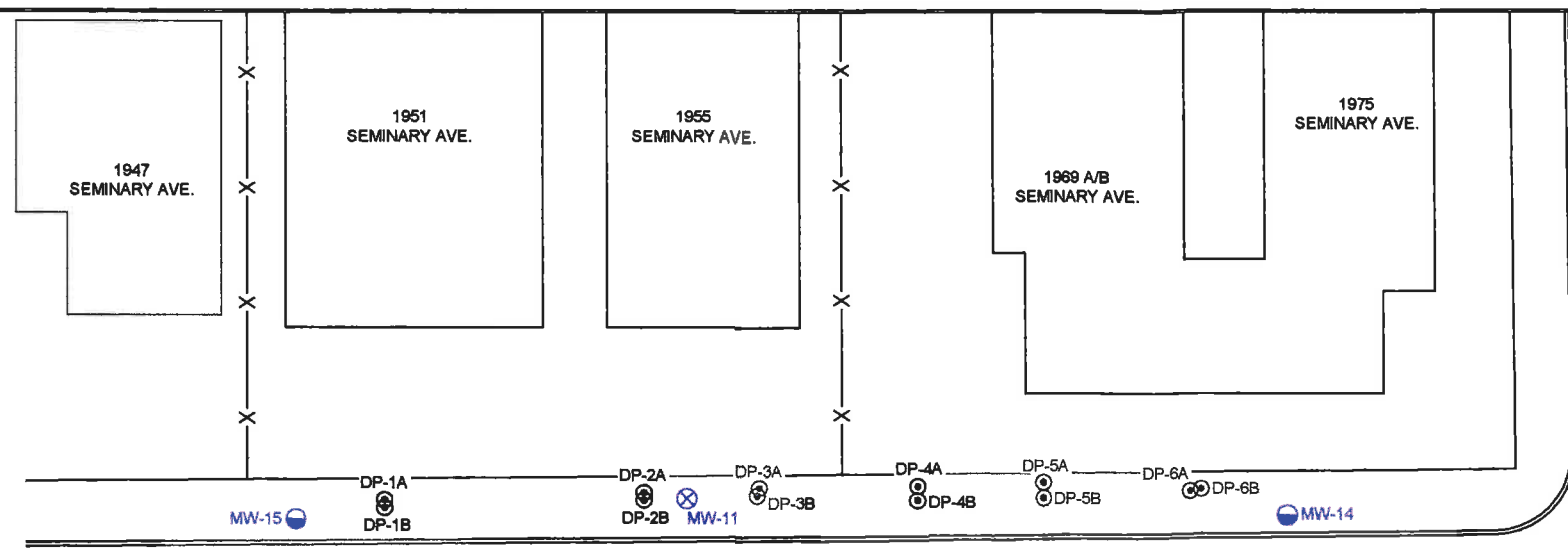 1947
SEMINARY AVE.
1951
SEMINARY AVE.
1955
SEMINARY AVE.
1969 A/B
SEMINARY AVE.
1975
SEMINARY AVE.
MW-15
DP-1A
DP-1B
DP-2A
DP-2B
MW-11
DP-3A
DP-3B
DP-4A
DP-4B
DP-5A
DP-5B
DP-6A
DP-6B
MW-14